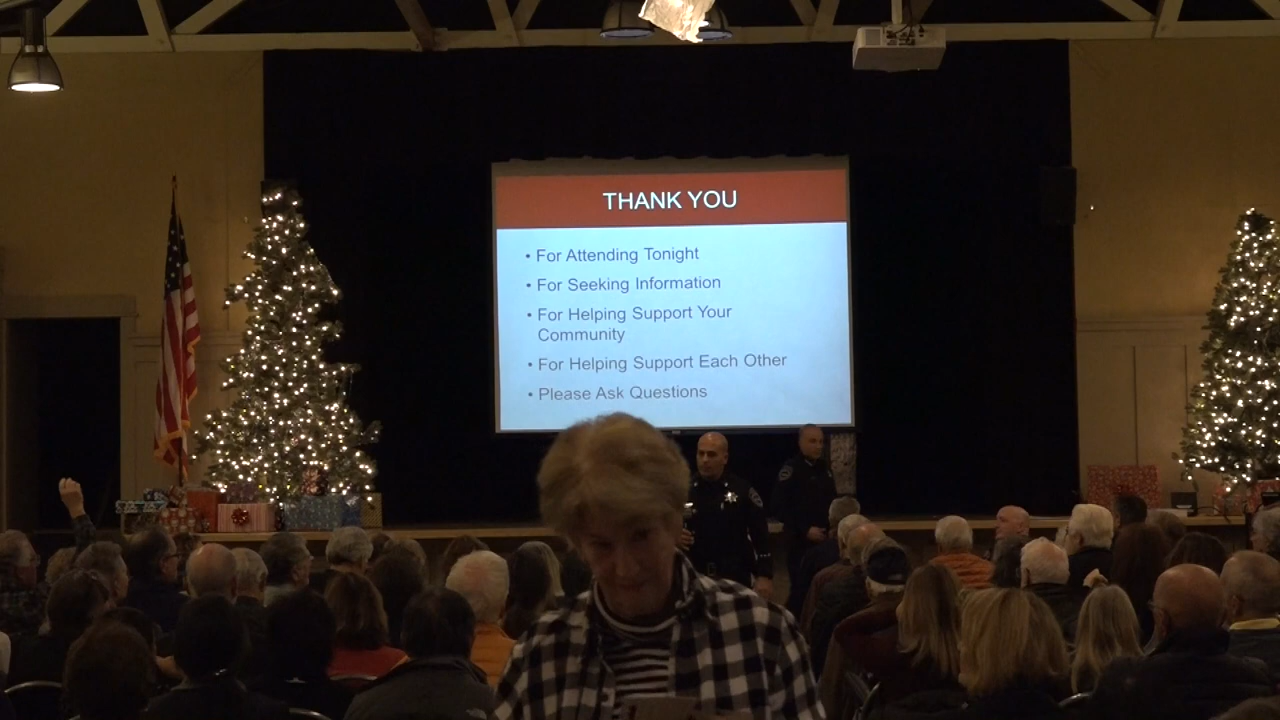 THANK YOU
• For Attending Tonight
• For Seeking Information
• For Helping Support Your
Community
• For Helping Support Each Other
• Please Ask Questions